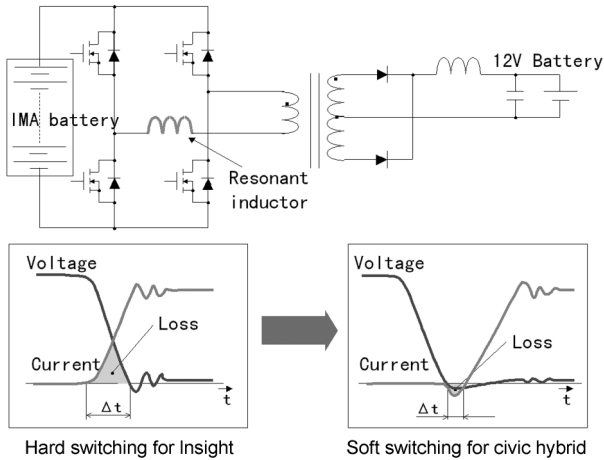 12V Battery
IMA battery
Resonant
inductor
Voltage
Loss
Current
Δt
t
Voltage
Loss
Current
Δt
t
Hard switching for Insight
Soft switching for civic hybrid